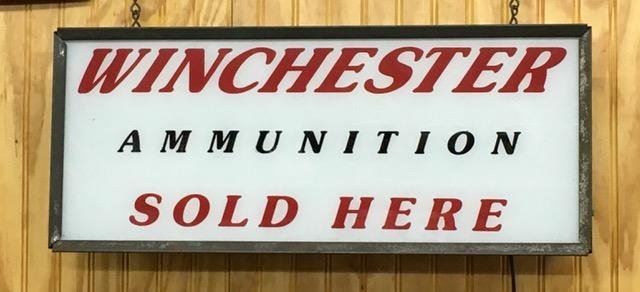 WINCHESTER
AMMUNITION
SOLD HERE